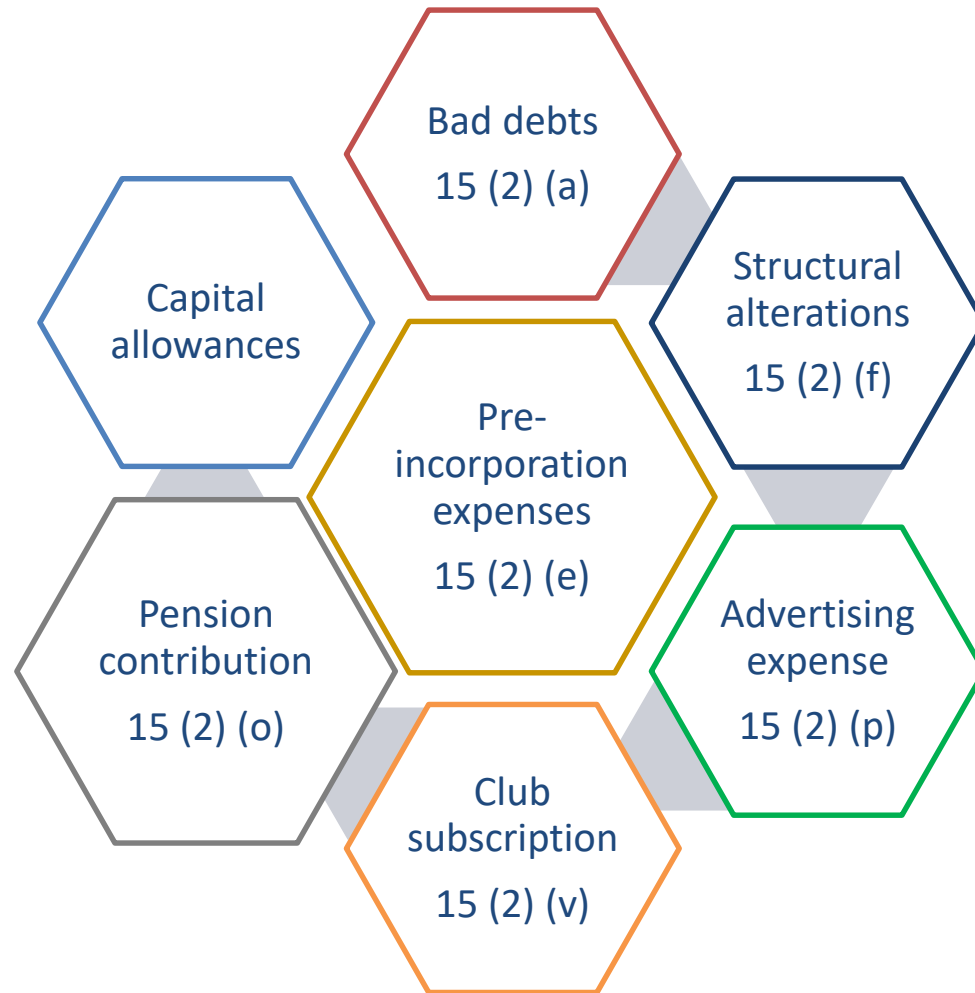 Bad debts
15 (2) (a)
Structural
alterations
15 (2) (f)
Capital
allowances
Pre-
incorporation
expenses
15 (2) (e)
Pension
contribution
15 (2) (o)
Advertising
expense
15 (2) (p)
Club
subscription
15 (2) (v)